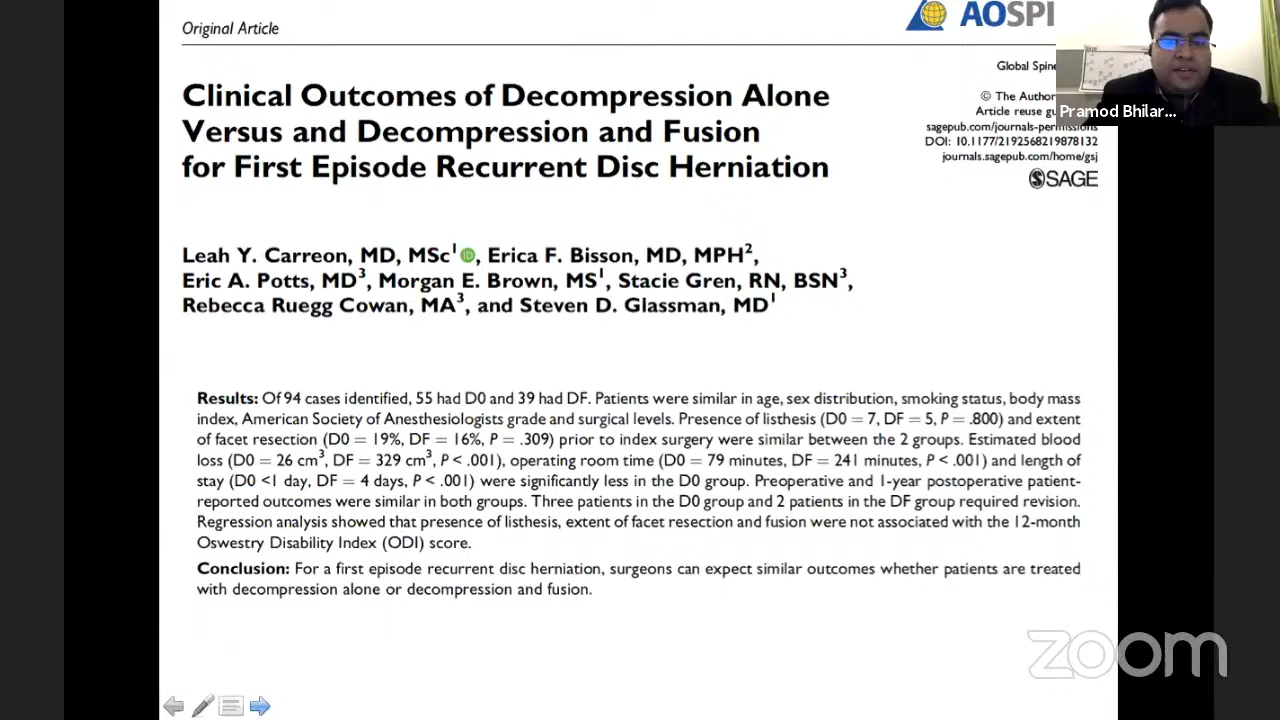 Original Article
AOSPI
Clinical Outcomes of Decompression Alone
Versus and Decompression and Fusion
for First Episode Recurrent Disc Herniation
Global Spine
© The Author
Article reuse gu
sagepub.com/journals-permissions
DOI: 10.1177/2192568219878132
journals.sagepub.com/home/gsj
SAGE
Pramod Bhilar...
Leah Y. Carreon, MD, MSc¹ iD, Erica F. Bisson, MD, MPH²,
Eric A. Potts, MD³, Morgan E. Brown, MS¹, Stacie Gren, RN, BSN³,
Rebecca Ruegg Cowan, MA³, and Steven D. Glassman, MD¹
Results: Of 94 cases identified, 55 had D0 and 39 had DF. Patients were similar in age, sex distribution, smoking status, body mass
index, American Society of Anesthesiologists grade and surgical levels. Presence of listhesis (D0 = 7, DF = 5, P = .800) and extent
of facet resection (D0 = 19%, DF = 16%, P = .309) prior to index surgery were similar between the 2 groups. Estimated blood
loss (D0 = 26 cm³, DF = 329 cm³, P < .001), operating room time (D0 = 79 minutes, DF = 241 minutes, P < .001) and length of
stay (D0 <1 day, DF = 4 days, P < .001) were significantly less in the D0 group. Preoperative and 1-year postoperative patient-
reported outcomes were similar in both groups. Three patients in the D0 group and 2 patients in the DF group required revision.
Regression analysis showed that presence of listhesis, extent of facet resection and fusion were not associated with the 12-month
Oswestry Disability Index (ODI) score.
Conclusion: For a first episode recurrent disc herniation, surgeons can expect similar outcomes whether patients are treated
with decompression alone or decompression and fusion.
zoom